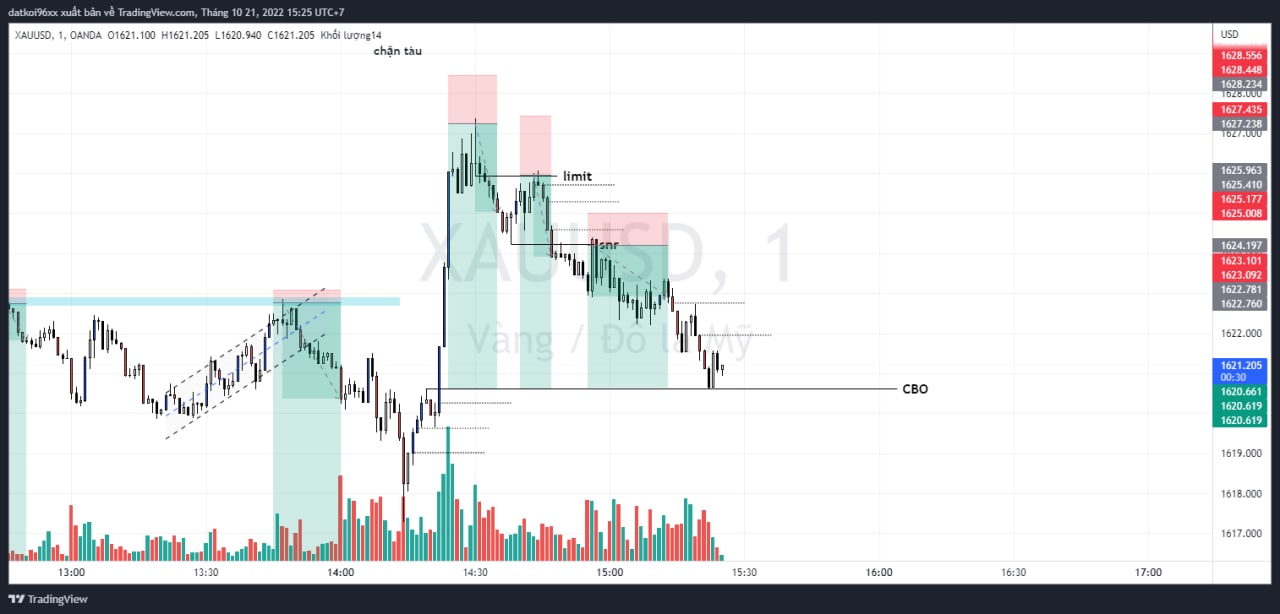 datkoi96xx xuất bản về TradingView.com, Tháng 10 21, 2022 15:25 UTC+7
XAUUSD, 1, OANDA O1621.100 H1621.205 L1620.940 C1621.205 Khối lượng14
chận tàu
USD
1628.556
1628.448
1628.234
1628.000
1627.435
1627.238
1627.000
limit
1625.963
1625.410
1625.177
1625.008
XAUUSD, 1
snr
1624.197
1623.101
1623.092
1622.781
1622.760
Vàng / Đô la Mỹ
1622.000
1621.205
00:30
CBO
1620.661
1620.619
1620.619
1619.000
1618.000
1617.000
13:00 13:30 14:00 14:30 15:00 15:30 16:00 16:30 17:00
TradingView